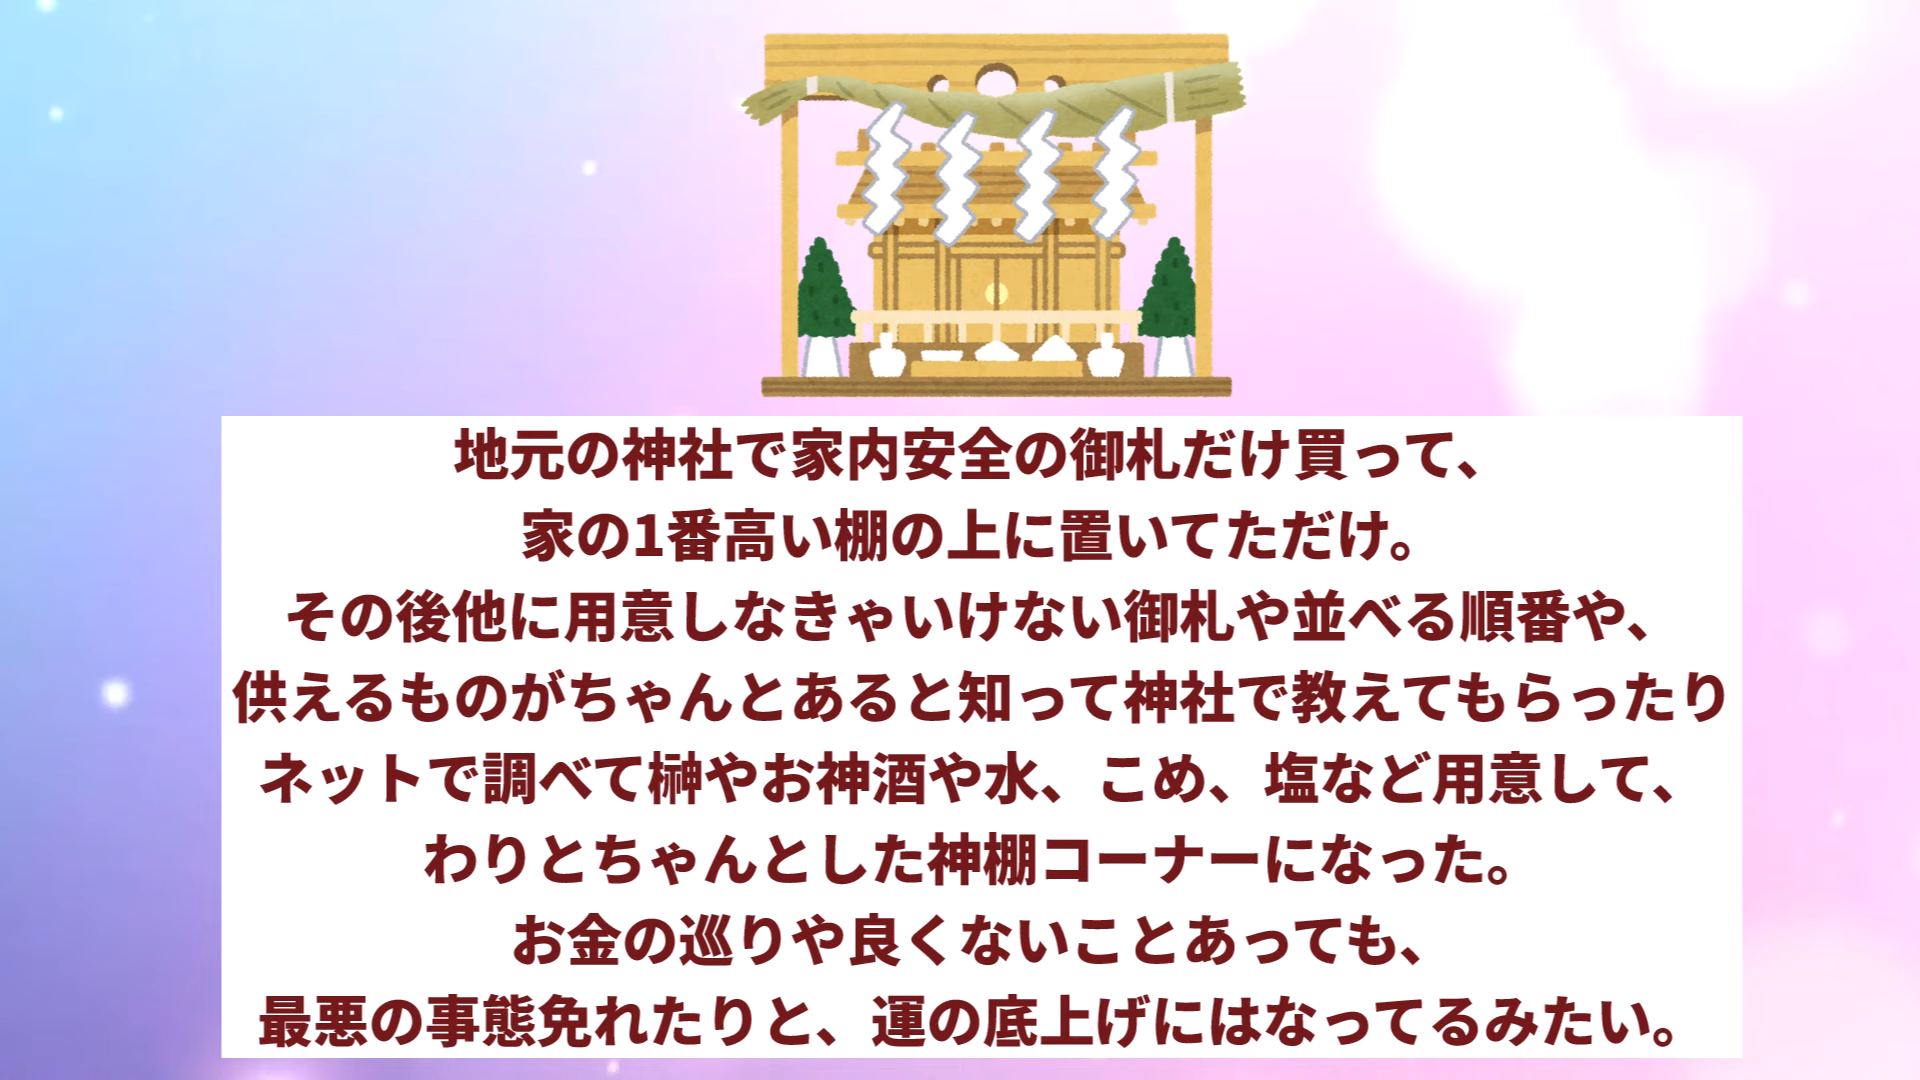 地元の神社で家内安全の御札だけ買って、
家の1番高い棚の上に置いてただけ。
その後他に用意しなきゃいけない御札や並べる順番や、
供えるものがちゃんとあると知って神社で教えてもらったり
ネットで調べて榊やお神酒や水、こめ、塩など用意して、
わりとちゃんとした神棚コーナーになった。
お金の巡りや良くないことあっても、
最悪の事態免れたりと、運の底上げにはなってるみたい。